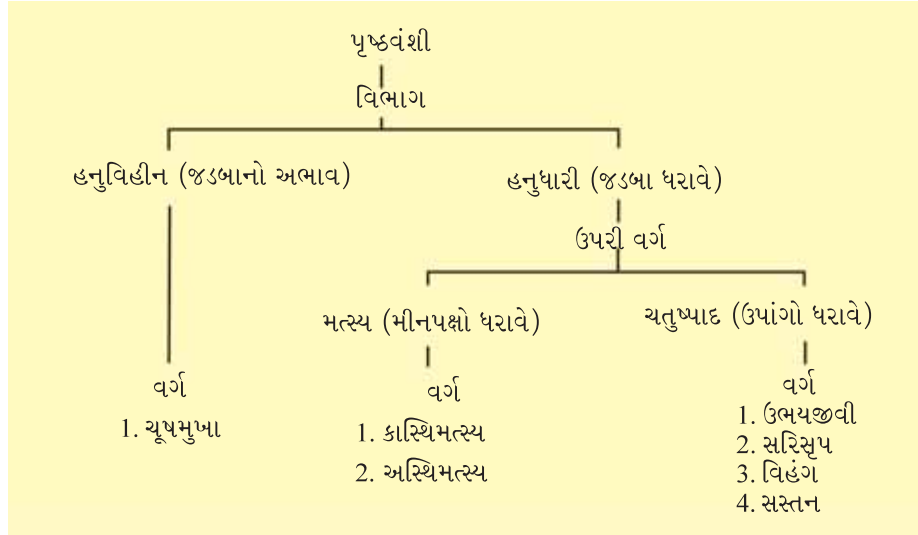 પૃષ્ઠવંશી
વિભાગ
હનુવિહીન (જડબાનો અભાવ)
હનુધારી (જડબા ધરાવે)
ઉપરી વર્ગ
મત્સ્ય (મીનપક્ષો ધરાવે)
ચતુષ્પાદ (ઉપાંગો ધરાવે)
વર્ગ
1. ચૂષમુખા
વર્ગ
1. કાસ્થિમત્સ્ય
2. અસ્થિમત્સ્ય
વર્ગ
1. ઉભયજીવી
2. સરિસૃપ
3. વિહંગ
4. સસ્તન